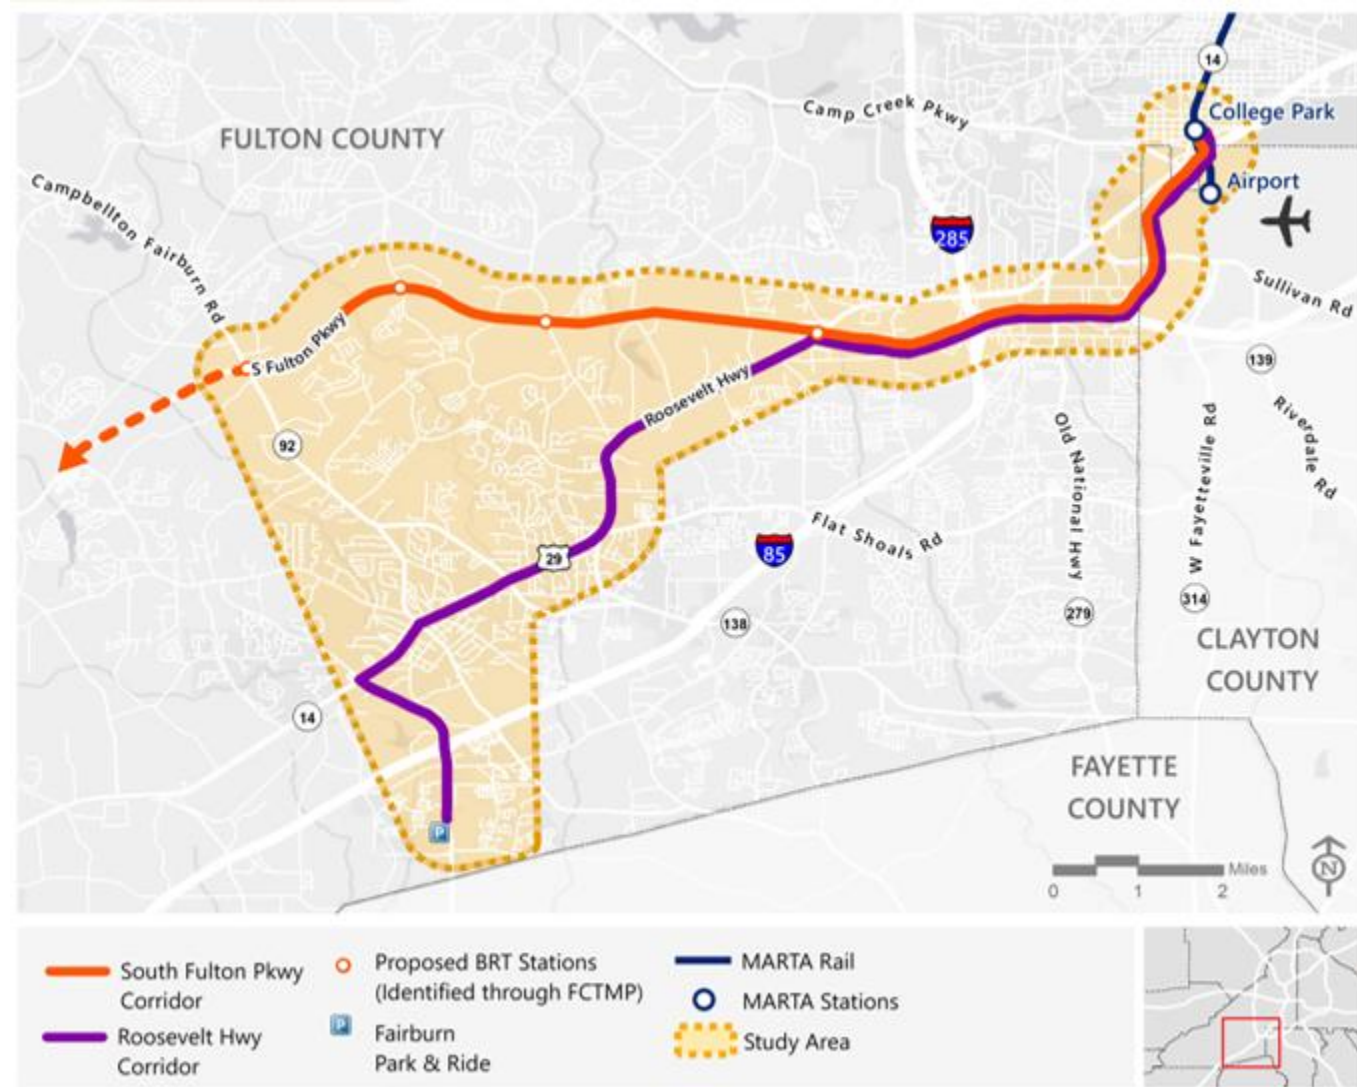 14
College Park
Camp Creek Pkwy
FULTON COUNTY
Airport
Campbellton Fairburn Rd
285
Sullivan Rd
S Fulton Pkwy
139
Roosevelt Hwy
Riverdale Rd
92
Old National Hwy
W Fayetteville Rd
Flat Shoals Rd
29
85
279
314
138
CLAYTON
COUNTY
14
FAYETTE
COUNTY
P
Miles
0 1 2
N
South Fulton Pkwy
Corridor
Roosevelt Hwy
Corridor
Proposed BRT Stations
(Identified through FCTMP)
P
Fairburn
Park & Ride
MARTA Rail
MARTA Stations
Study Area